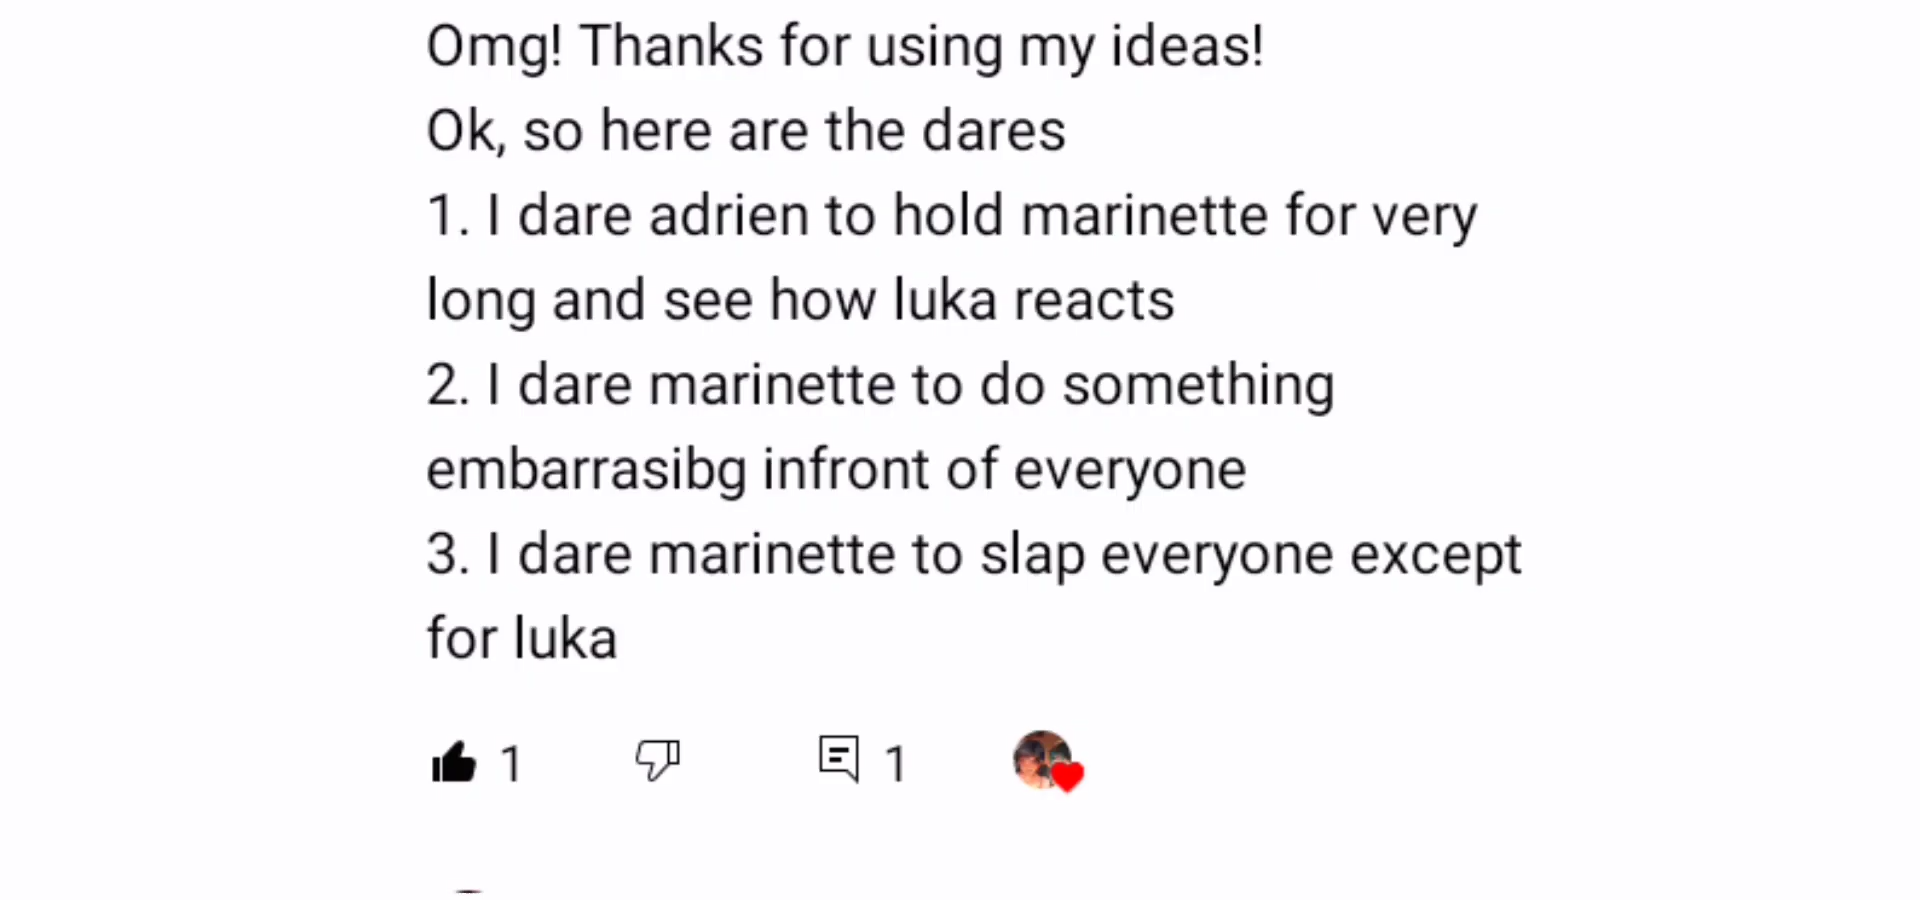 Omg! Thanks for using my ideas!
Ok, so here are the dares
1. I dare adrien to hold marinette for very
long and see how luka reacts
2. I dare marinette to do something
embarrasibg infront of everyone
3. I dare marinette to slap everyone except
for luka
1 1